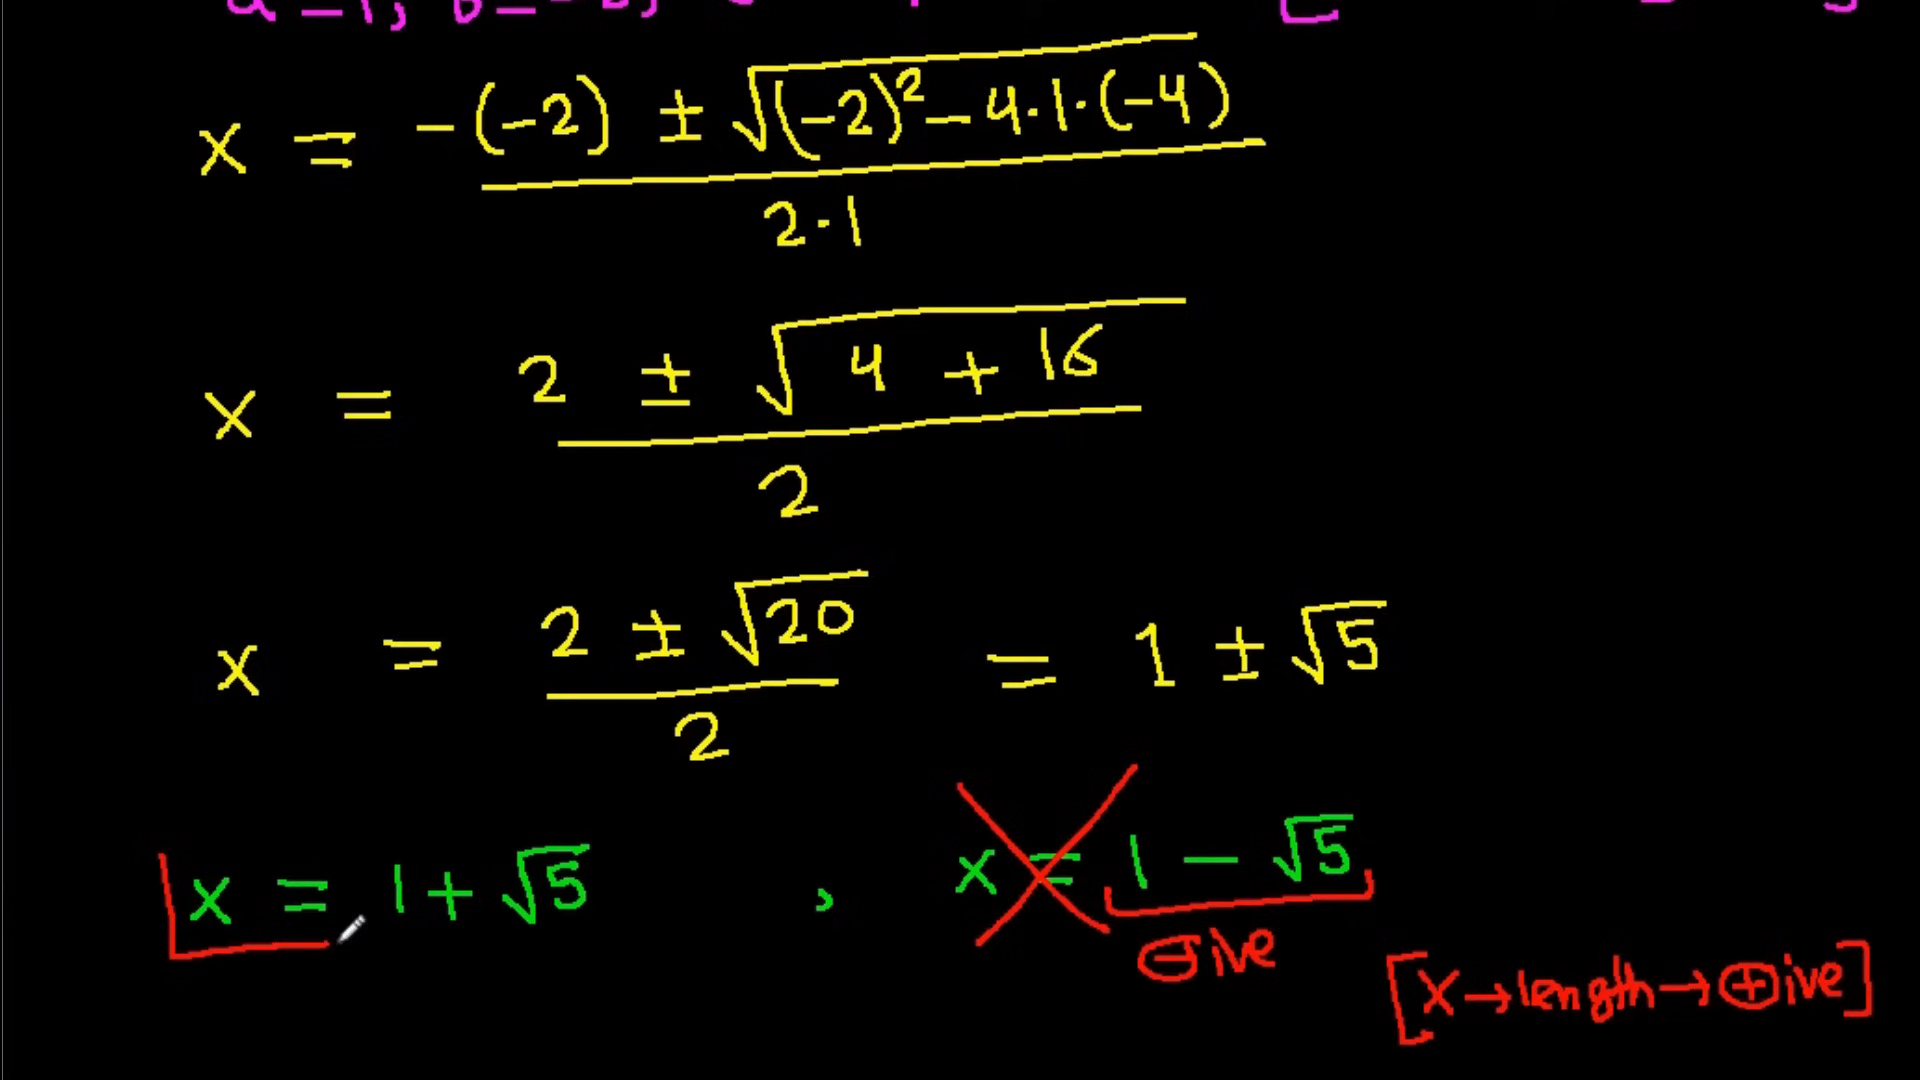 x = -(-2) ± √(-2)² - 4·1·(-4)
2·1
x = 2 ± √4 + 16
2
x = 2 ± √20 = 1 ± √5
2
x = 1 + √5 , x = 1 - √5
⊖ive
[x → length → ⊕ive]